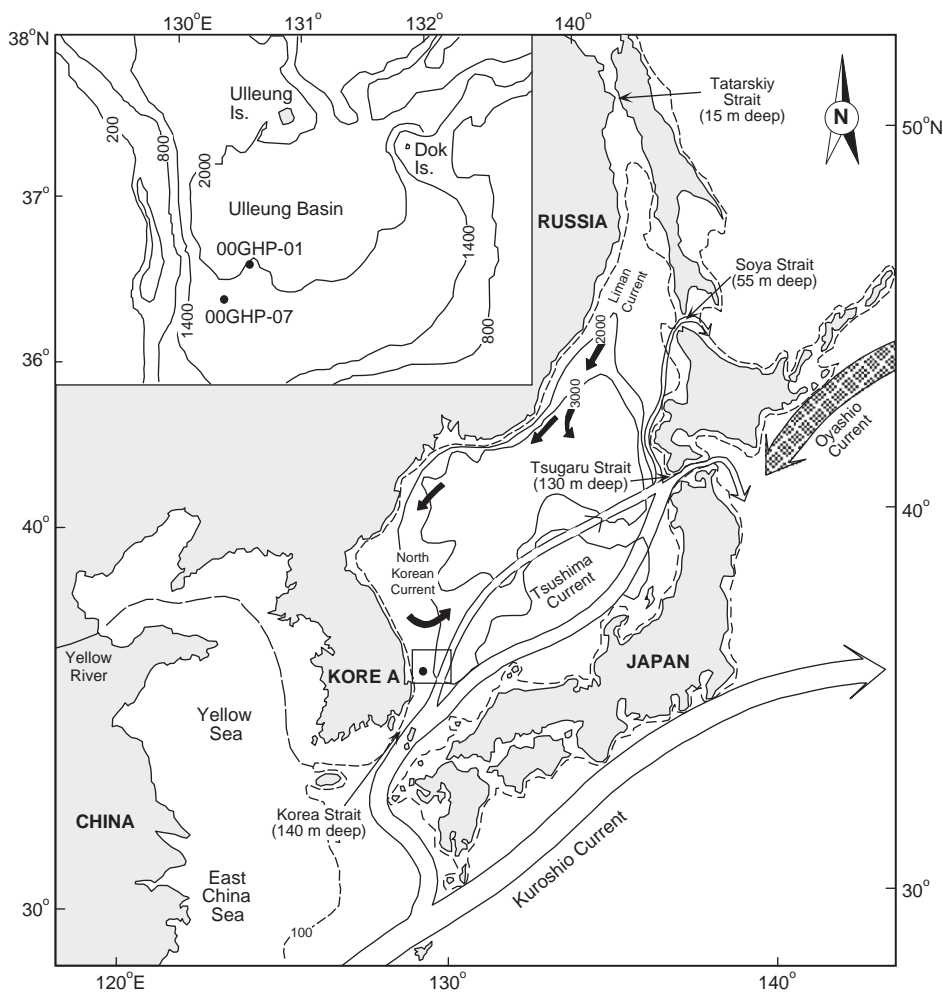 130°E
131°
132°
140°
38°N
37°
36°
40°
30°
50°N
40°
30°
120°E
130°
140°
200
800
2000
1400
1400
800
Ulleung
Is.
Dok
Is.
Ulleung Basin
00GHP-01
00GHP-07
Tatarskiy
Strait
(15 m deep)
N
RUSSIA
Soya Strait
(55 m deep)
Liman
Current
2000
3000
Oyashio
Current
Tsugaru Strait
(130 m deep)
North
Korean
Current
Tsushima
Current
Yellow
River
KORE A
JAPAN
Yellow
Sea
Korea Strait
(140 m deep)
CHINA
East
China
Sea
100
Kuroshio Current